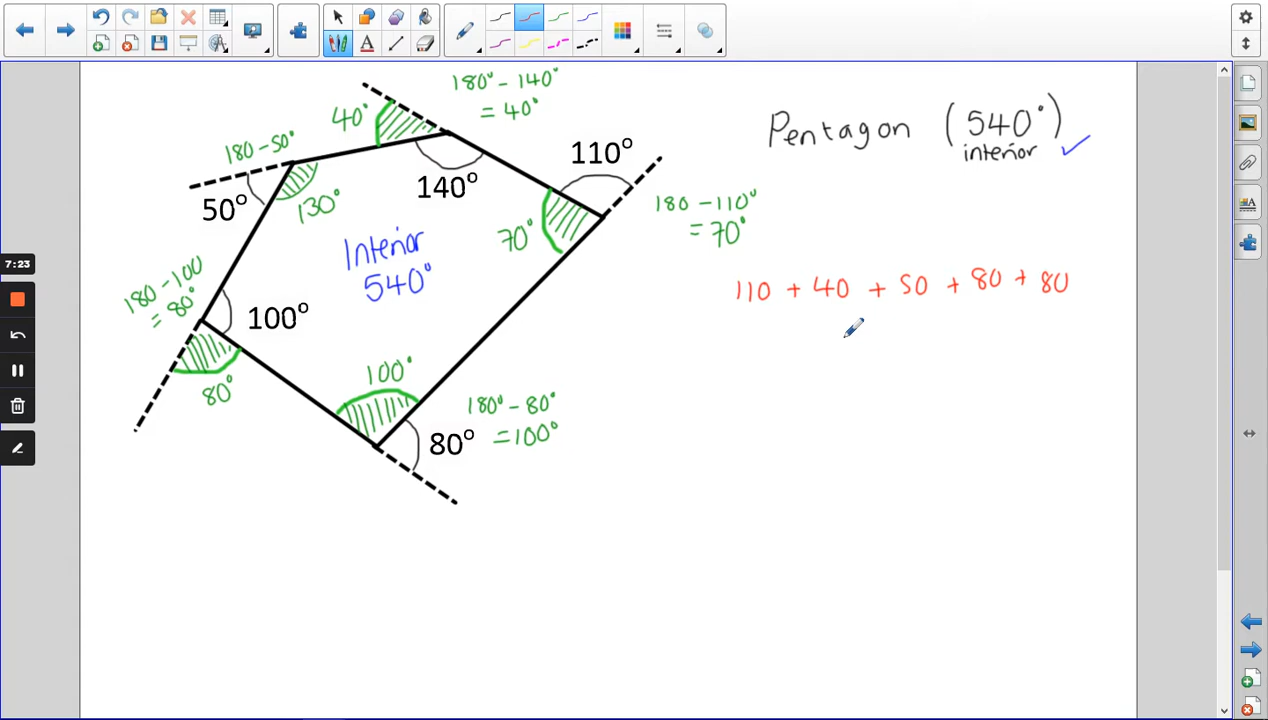 180° - 140°
= 40°
40°
Pentagon (540°)
interior
180 - 50°
110°
140°
50°
130°
180 - 110°
= 70°
70°
Interior
540°
7:23
180 - 100
= 80°
110 + 40 + 50 + 80 + 80
100°
100°
80°
180° - 80°
= 100°
80°